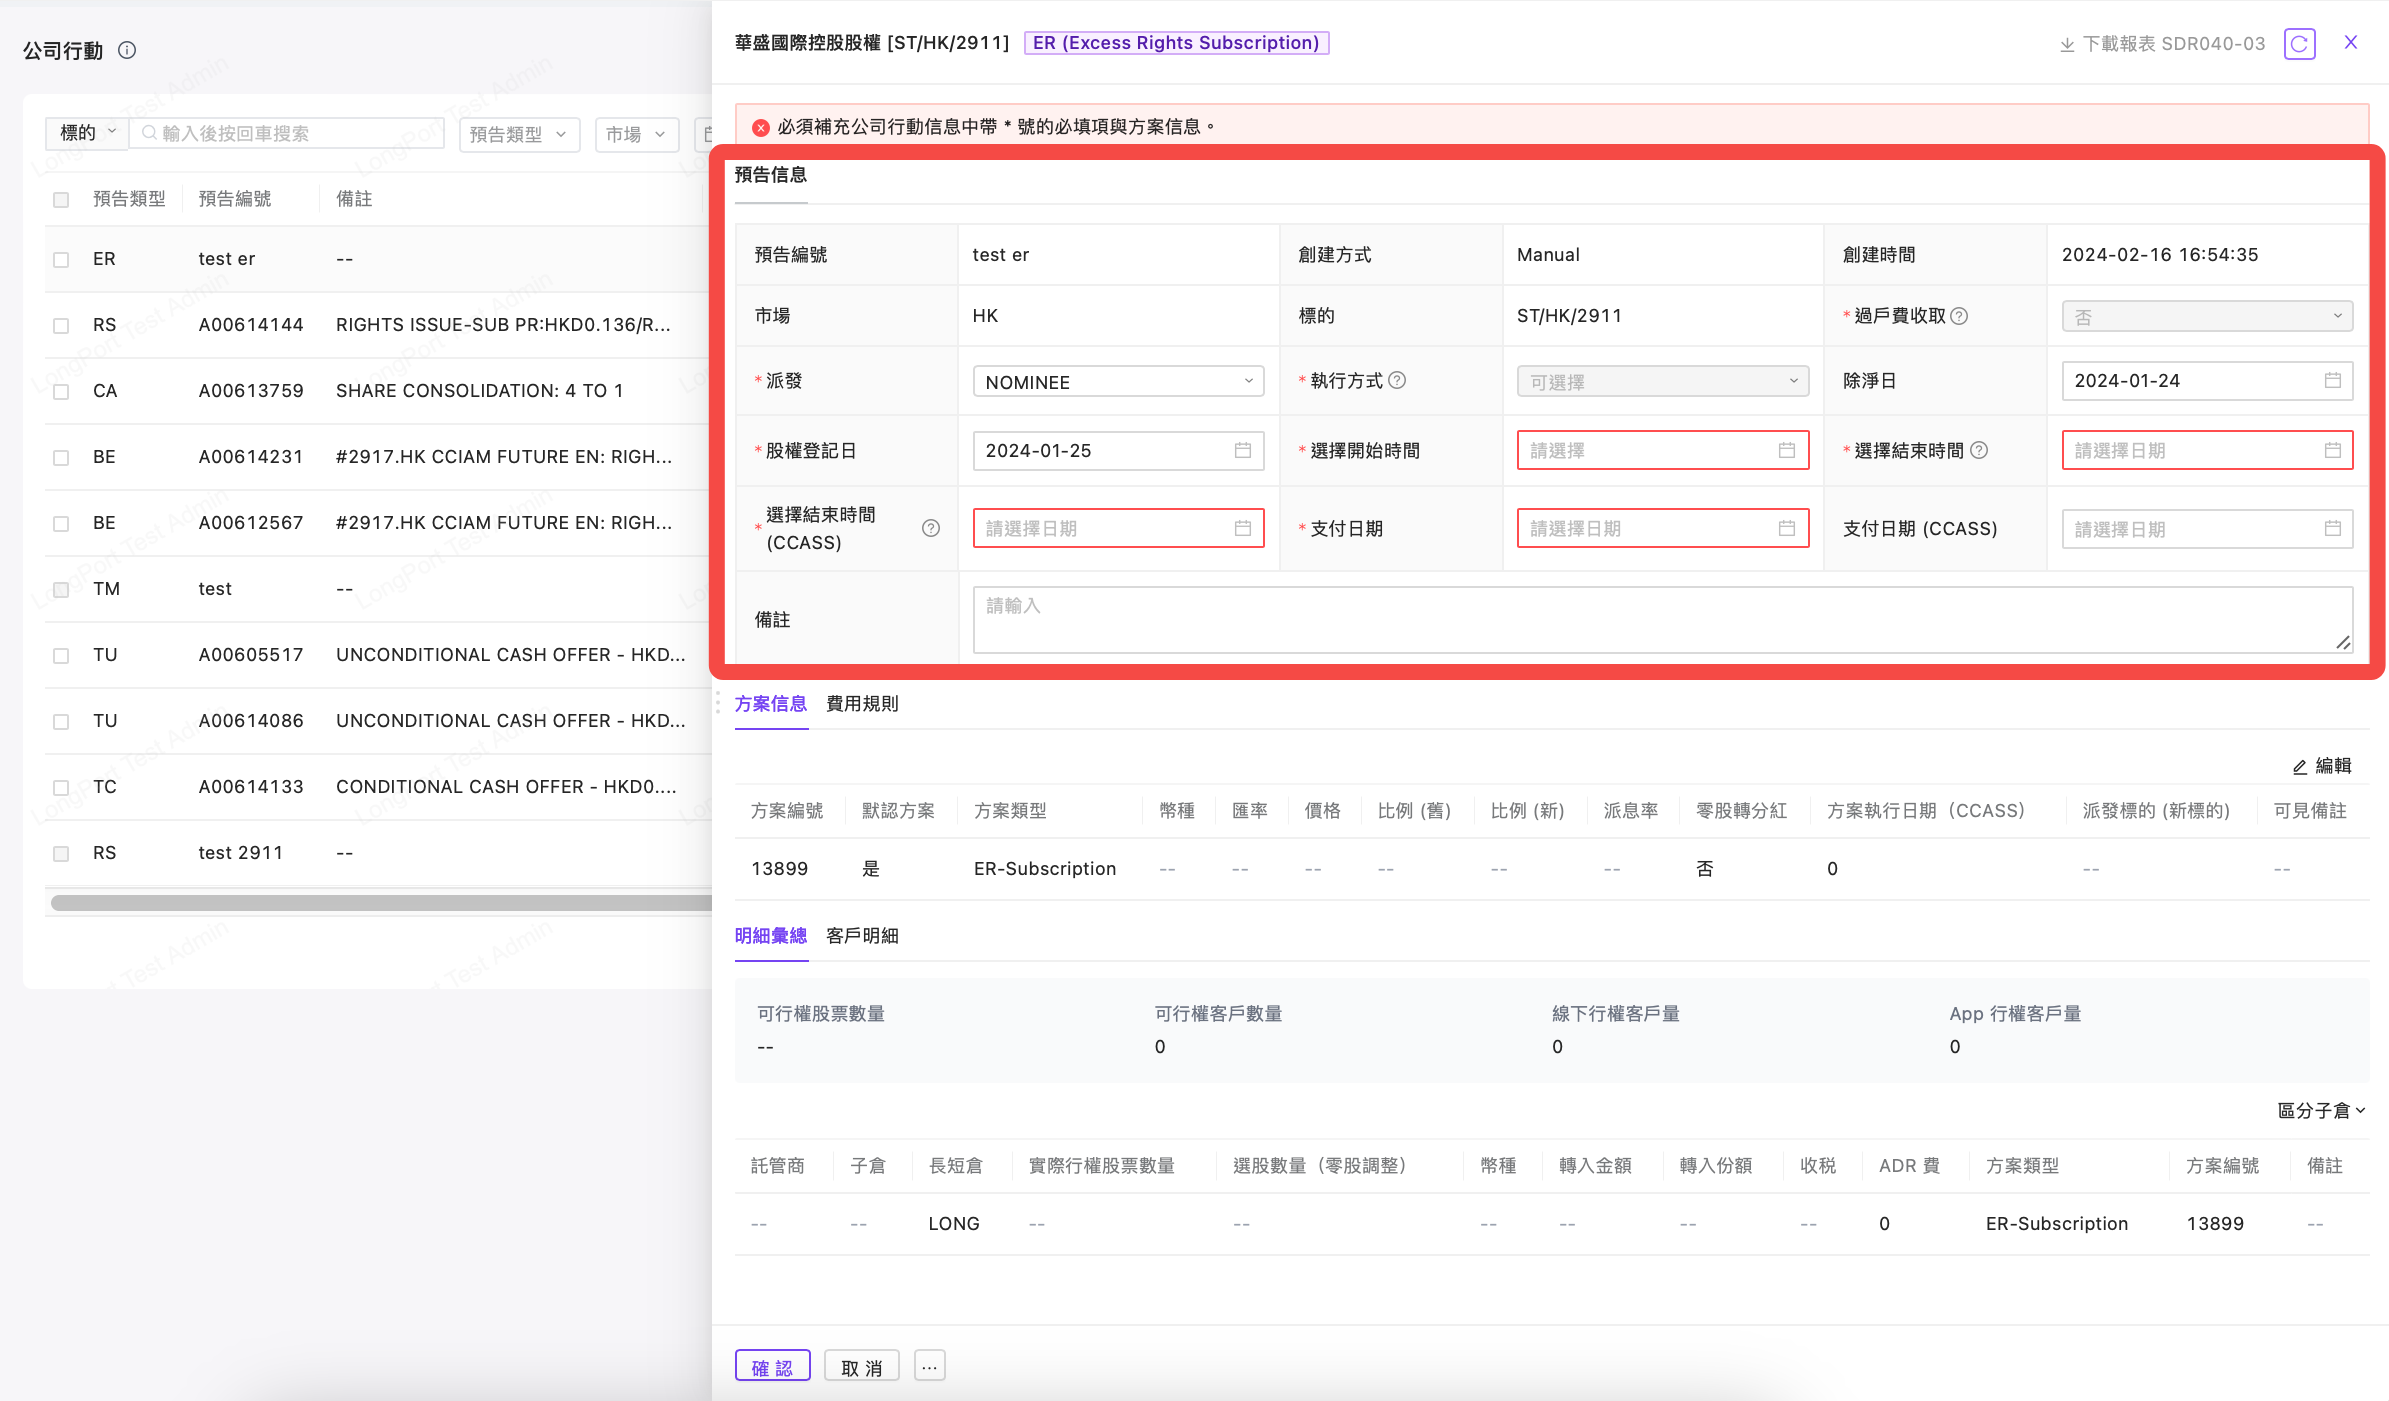 公司行動
標的 輸入後按回車搜索 預告類型 市場
預告類型 預告編號 備註
ER test er --
RS A00614144 RIGHTS ISSUE-SUB PR:HKD0.136/R...
CA A00613759 SHARE CONSOLIDATION: 4 TO 1
BE A00614231 #2917.HK CCIAM FUTURE EN: RIGH...
BE A00612567 #2917.HK CCIAM FUTURE EN: RIGH...
TM test --
TU A00605517 UNCONDITIONAL CASH OFFER - HKD...
TU A00614086 UNCONDITIONAL CASH OFFER - HKD...
TC A00614133 CONDITIONAL CASH OFFER - HKD0....
RS test 2911 --
LongPort Test Admin
華盛國際控股股權 [ST/HK/2911] ER (Excess Rights Subscription) 下載報表 SDR040-03
必須補充公司行動信息中帶 * 號的必填項與方案信息。
預告信息
預告編號 test er 創建方式 Manual 創建時間 2024-02-16 16:54:35
市場 HK 標的 ST/HK/2911 *過戶費收取 否
*派發 NOMINEE *執行方式 可選擇 除淨日 2024-01-24
*股權登記日 2024-01-25 *選擇開始時間 請選擇 *選擇結束時間 請選擇日期
*選擇結束時間 (CCASS) 請選擇日期 *支付日期 請選擇日期 支付日期 (CCASS) 請選擇日期
備註 請輸入
方案信息 費用規則
編輯
方案編號 默認方案 方案類型 幣種 匯率 價格 比例 (舊) 比例 (新) 派息率 零股轉分紅 方案執行日期（CCASS） 派發標的 (新標的) 可見備註
13899 是 ER-Subscription -- -- -- -- -- -- 否 0 -- --
明細彙總 客戶明細
可行權股票數量 可行權客戶數量 線下行權客戶量 App 行權客戶量
-- 0 0 0
區分子倉
託管商 子倉 長短倉 實際行權股票數量 選股數量（零股調整） 幣種 轉入金額 轉入份額 收税 ADR 費 方案類型 方案編號 備註
-- -- LONG -- -- -- -- -- -- 0 ER-Subscription 13899 --
確 認 取 消 ...